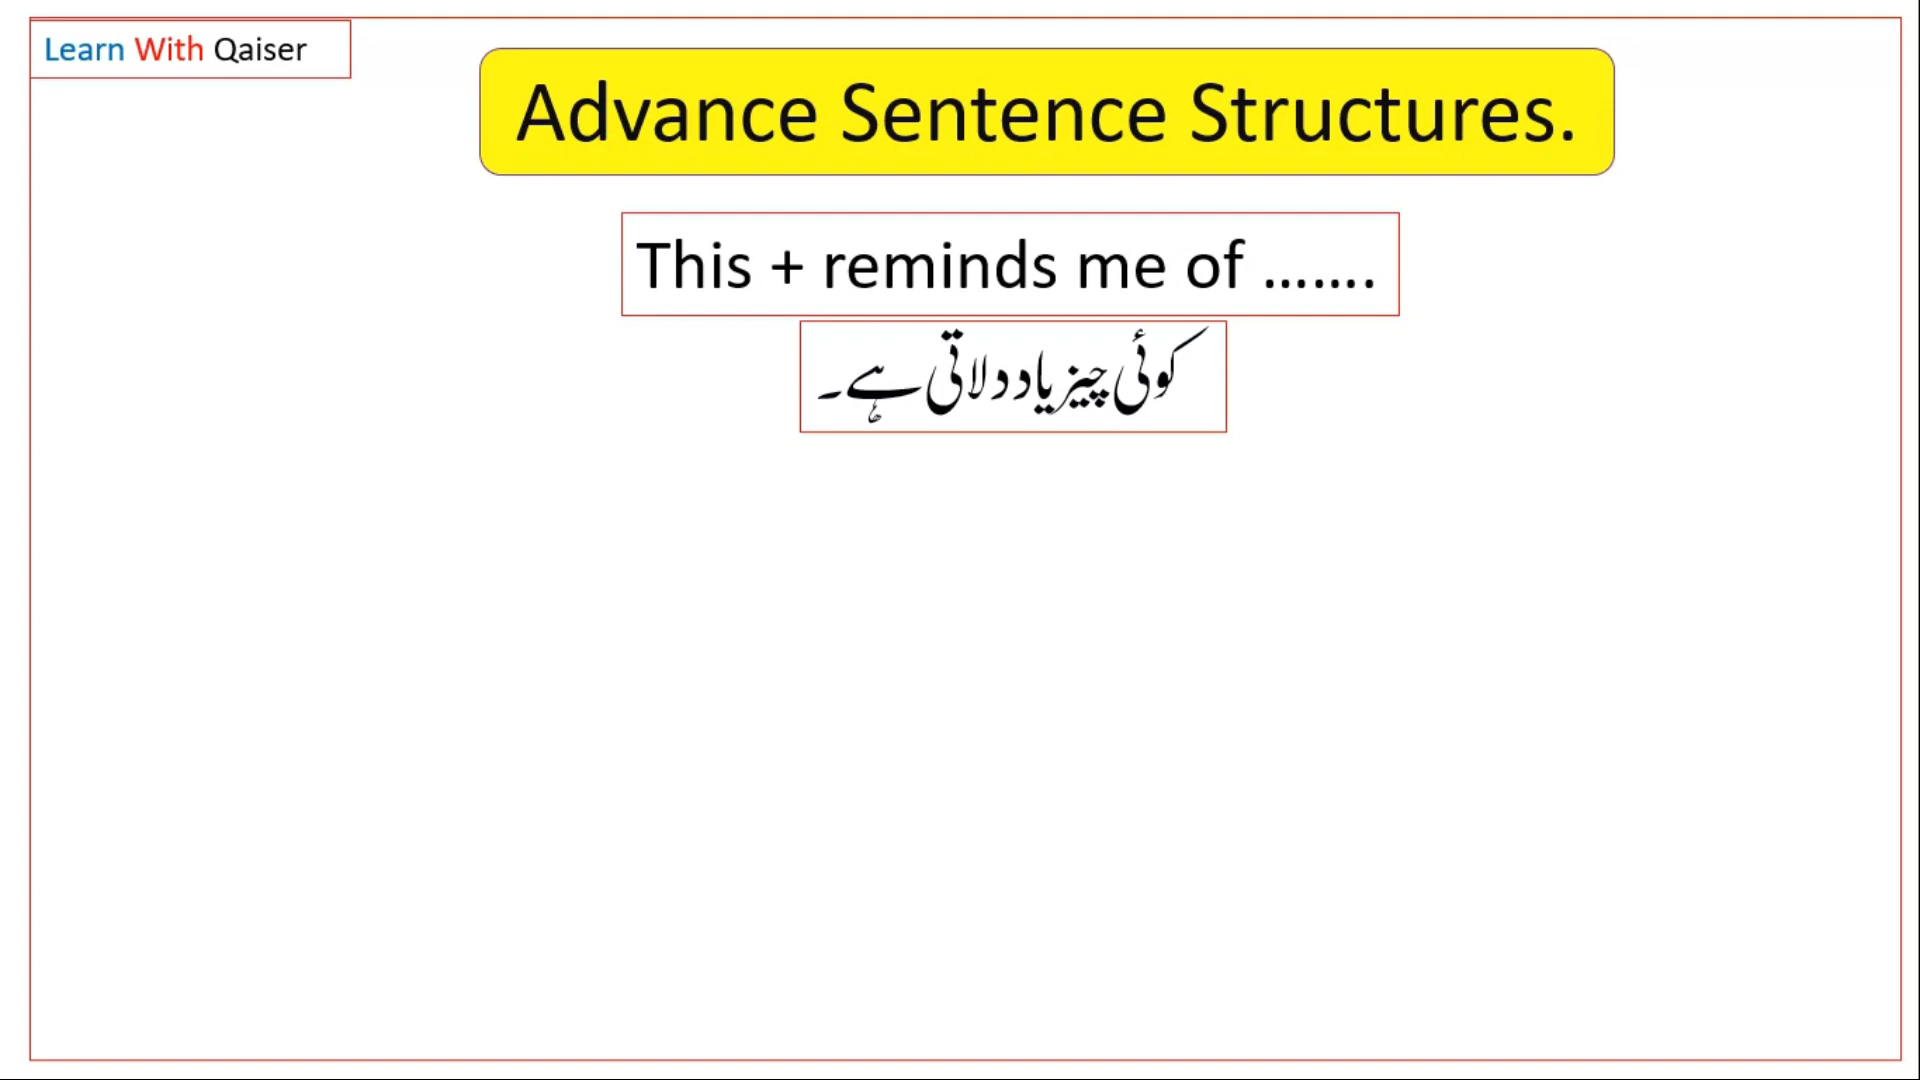 Learn With Qaiser
Advance Sentence Structures.
This + reminds me of .......
کوئی چیز یاد دلاتی ہے۔